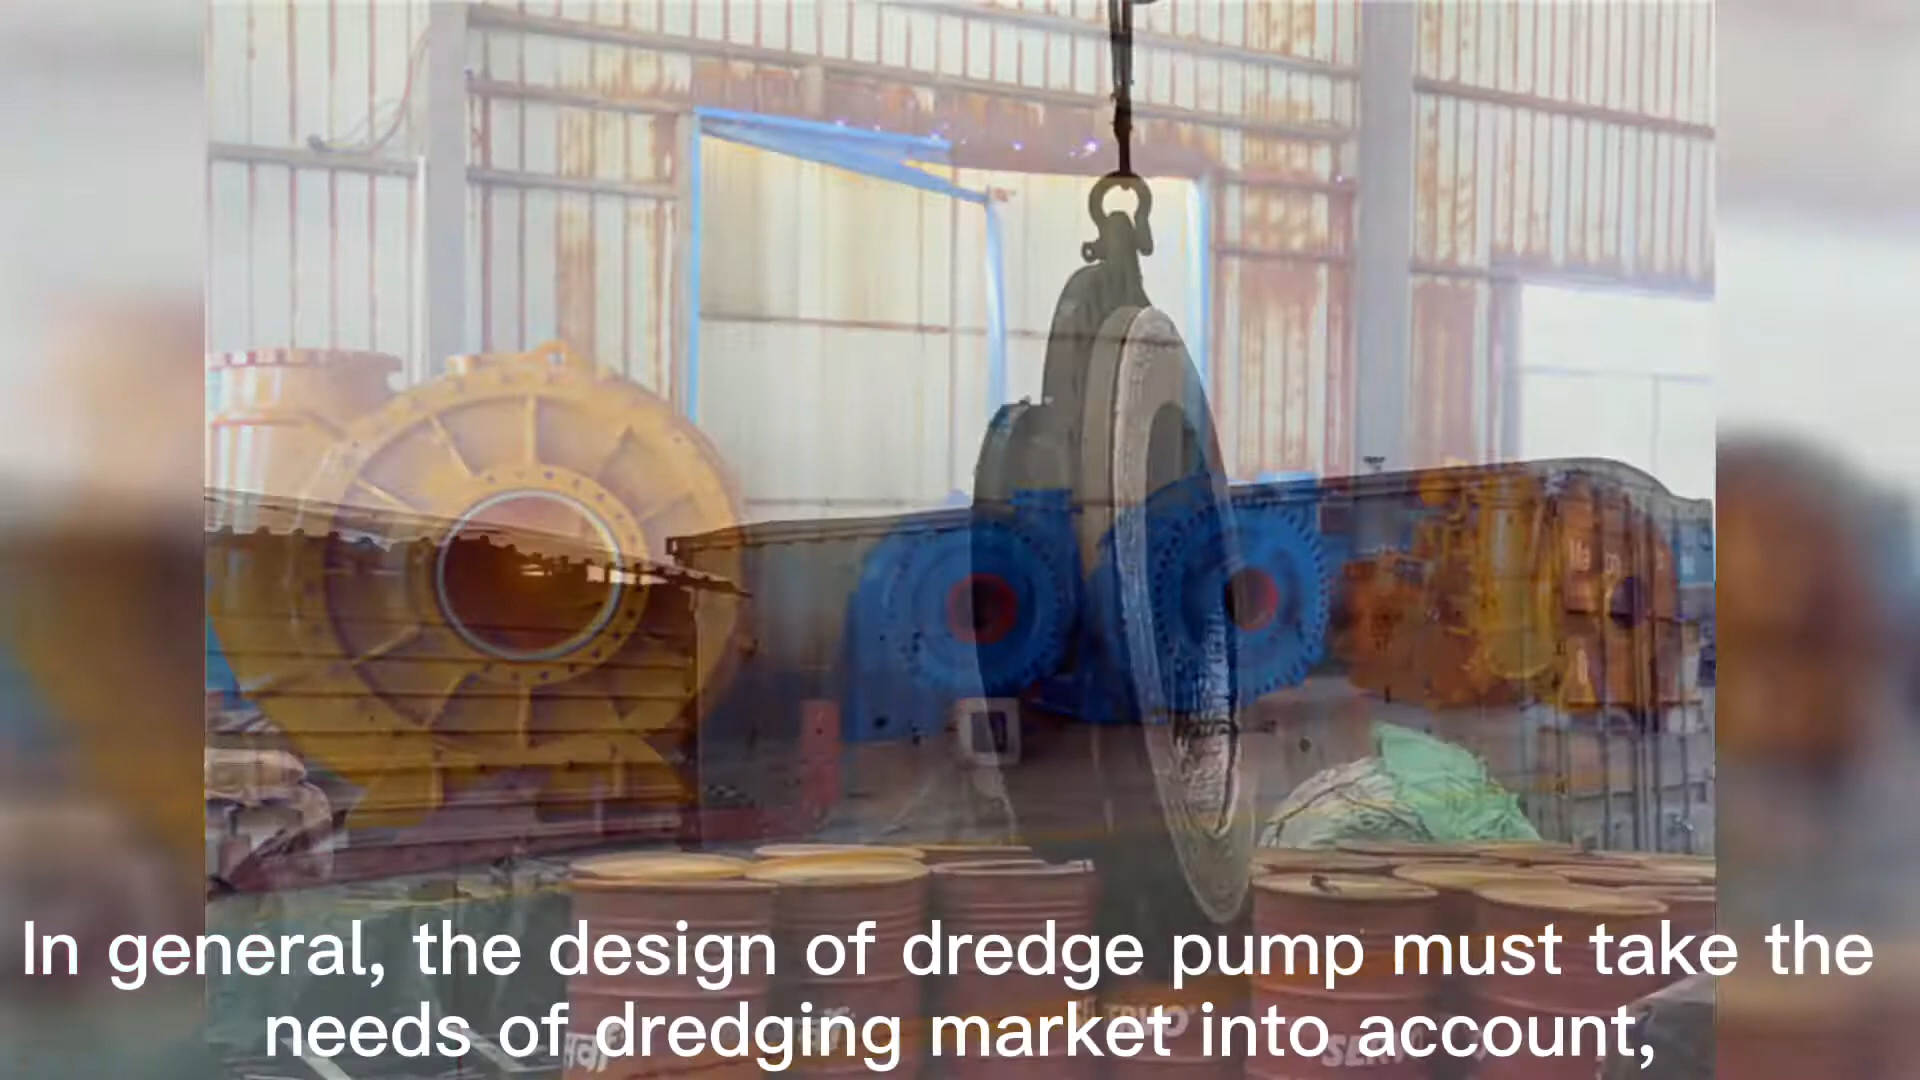 In general, the design of dredge pump must take the
needs of dredging market into account,